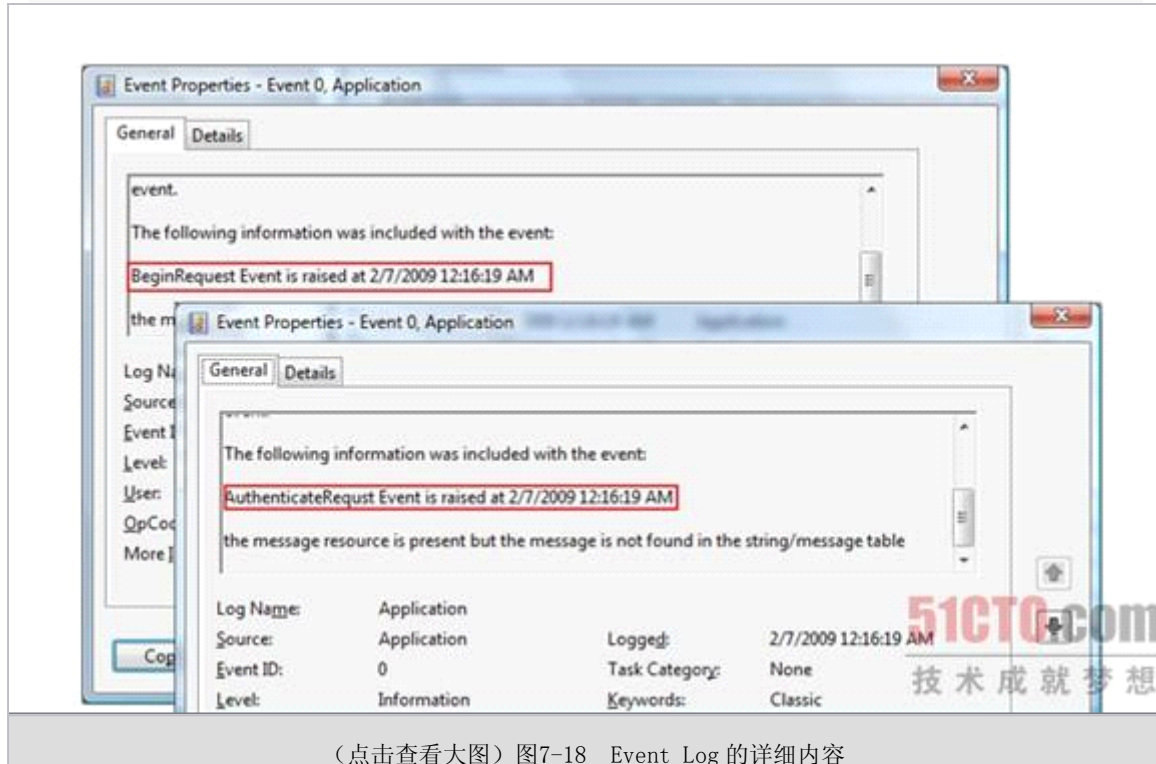 Event Properties - Event 0, Application
General Details
event.
The following information was included with the event:
BeginRequest Event is raised at 2/7/2009 12:16:19 AM
the m
Log Na
Source
Event I
Level:
User:
OpCod
More I
Cop
Event Properties - Event 0, Application
General Details
The following information was included with the event:
AuthenticateRequst Event is raised at 2/7/2009 12:16:19 AM
the message resource is present but the message is not found in the string/message table
Log Name: Application
Source: Application Logged: 2/7/2009 12:16:19 AM
Event ID: 0 Task Category: None
Level: Information Keywords: Classic
51CTO.com
技术成就梦想
(点击查看大图)图7-18 Event Log 的详细内容